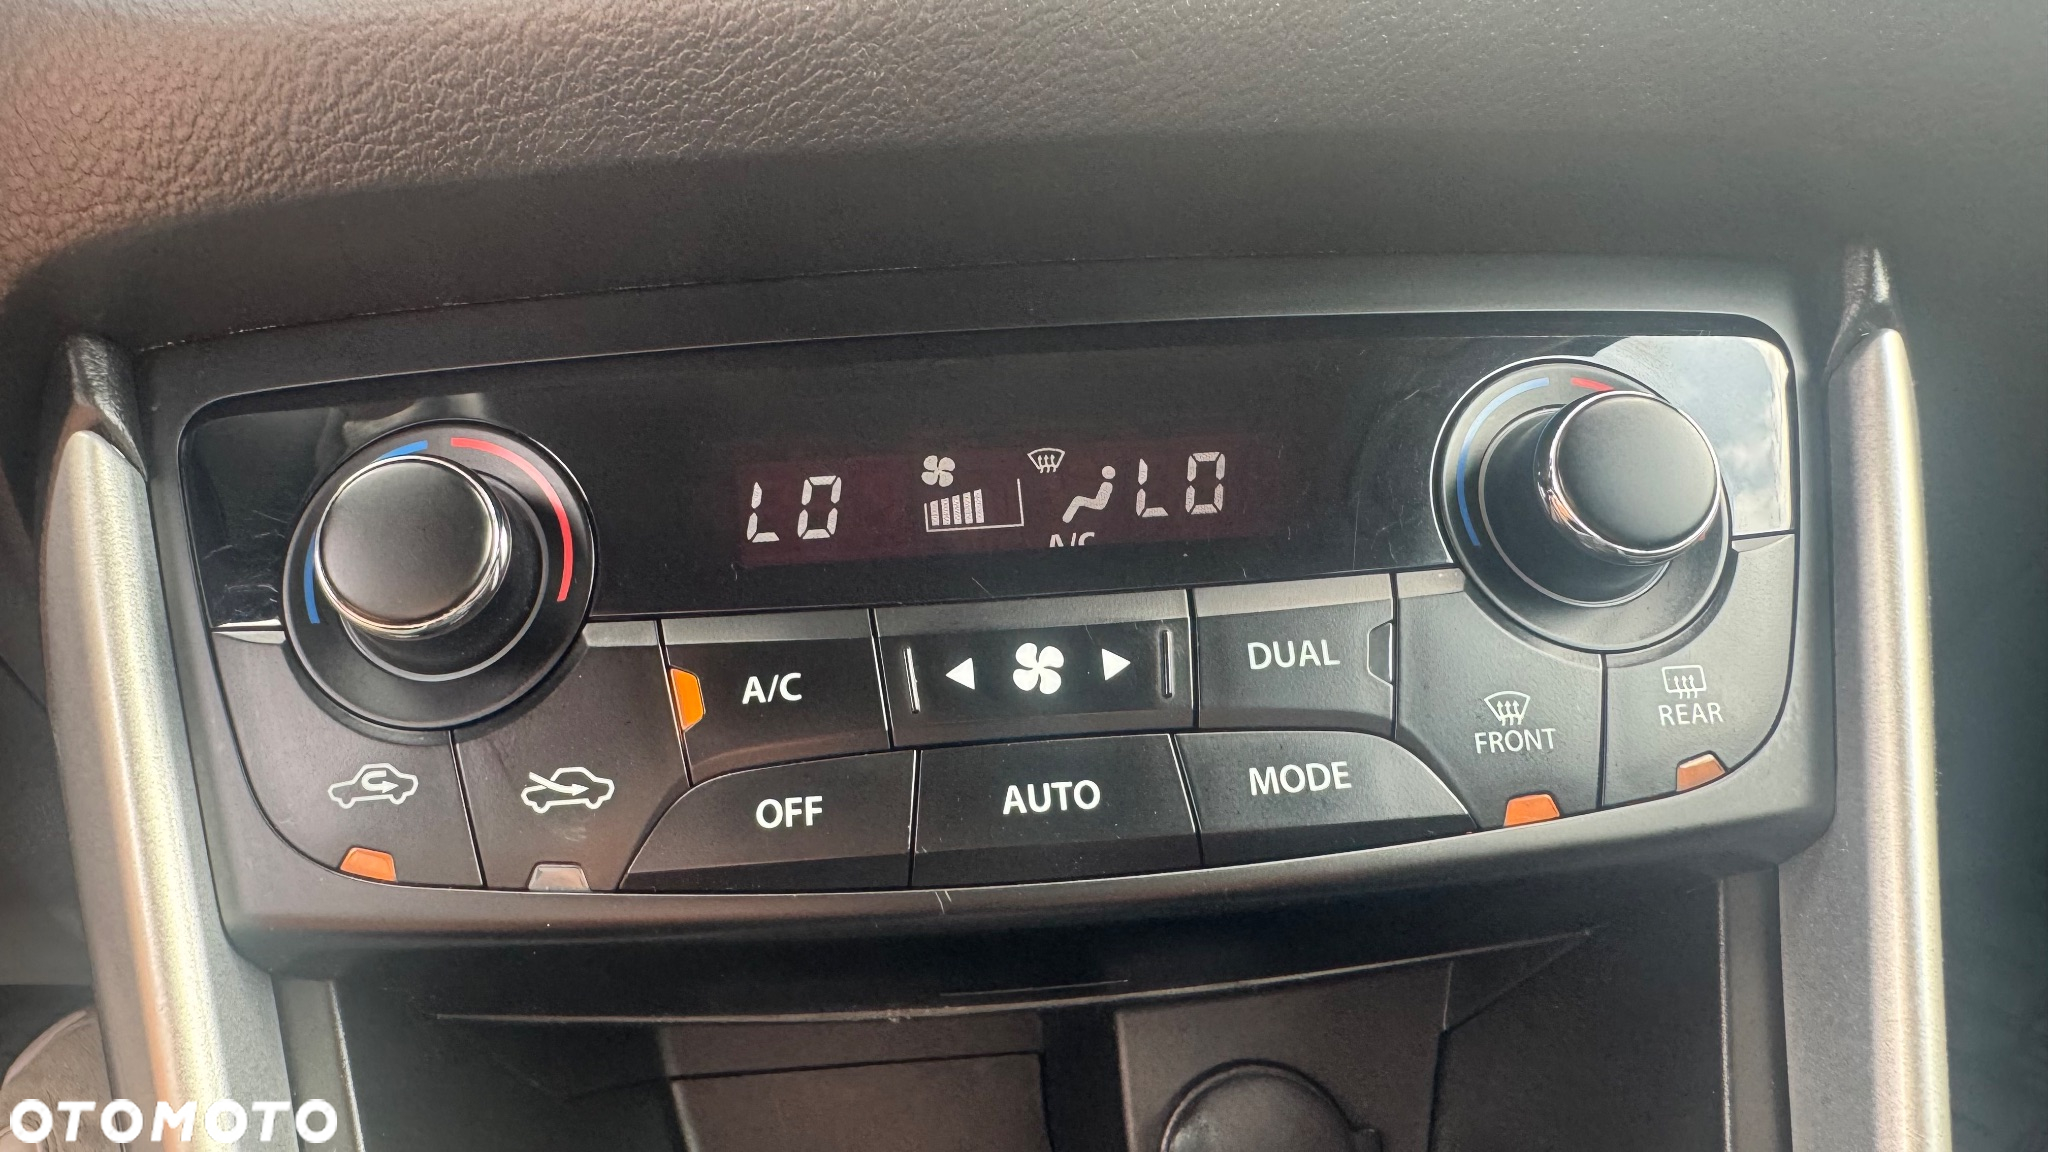 LO LO
A/C
A/C
DUAL
FRONT
REAR
OFF
AUTO
MODE
OTOMOTO